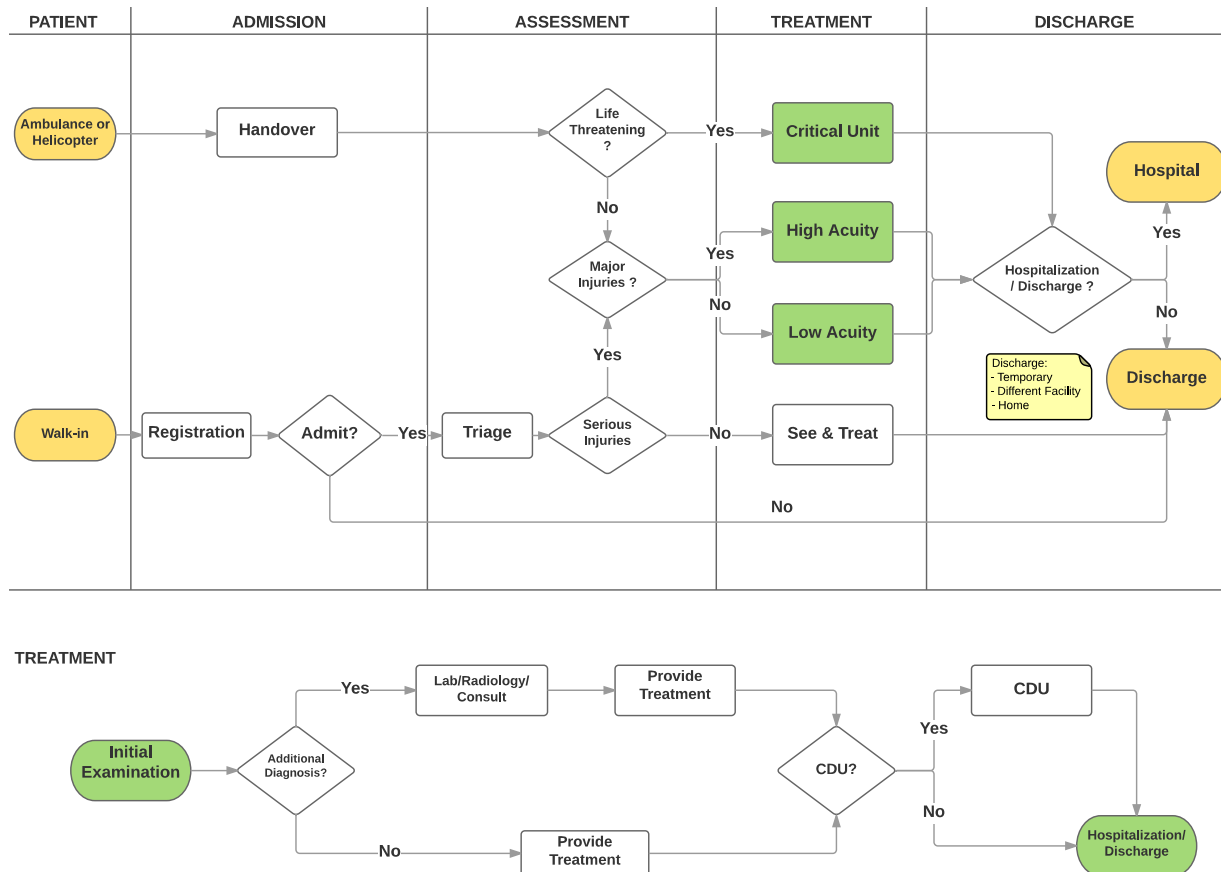 PATIENT
ADMISSION
ASSESSMENT
TREATMENT
DISCHARGE
Ambulance or
Helicopter
Handover
Life
Threatening
?
Yes
Critical Unit
Hospital
No
High Acuity
Yes
Yes
Major
Injuries ?
Hospitalization
/ Discharge ?
No
No
Low Acuity
Yes
Discharge:
- Temporary
- Different Facility
- Home
Discharge
Walk-in
Registration
Admit?
Yes
Triage
Serious
Injuries
No
See & Treat
No
TREATMENT
Yes
Lab/Radiology/
Consult
Provide
Treatment
CDU
Yes
Initial
Examination
Additional
Diagnosis?
CDU?
No
No
Provide
Treatment
Hospitalization/
Discharge